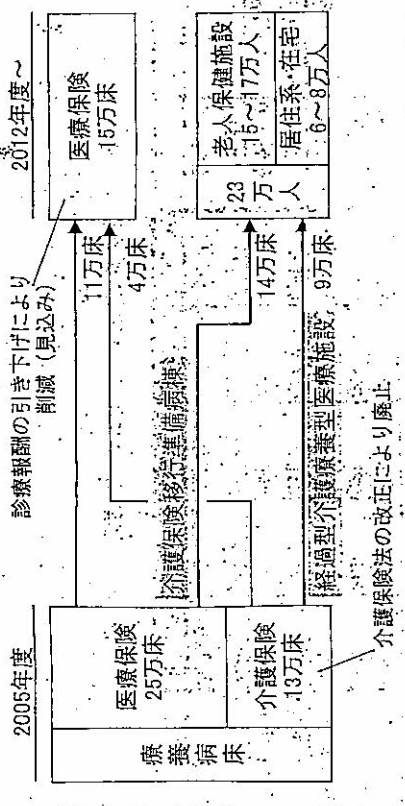 2005年度
療養病床
医療保険
25万床
介護保険
13万床
介護保険法の改正により廃止
診療報酬の引き下げにより
削減(見込み)
介護保険移行準備病棟
経過型介護療養型医療施設
11万床
4万床
14万床
9万床
2012年度~
医療保険
15万床
23万人
老人保健施設
15~17万人
居住系・在宅
6~8万人